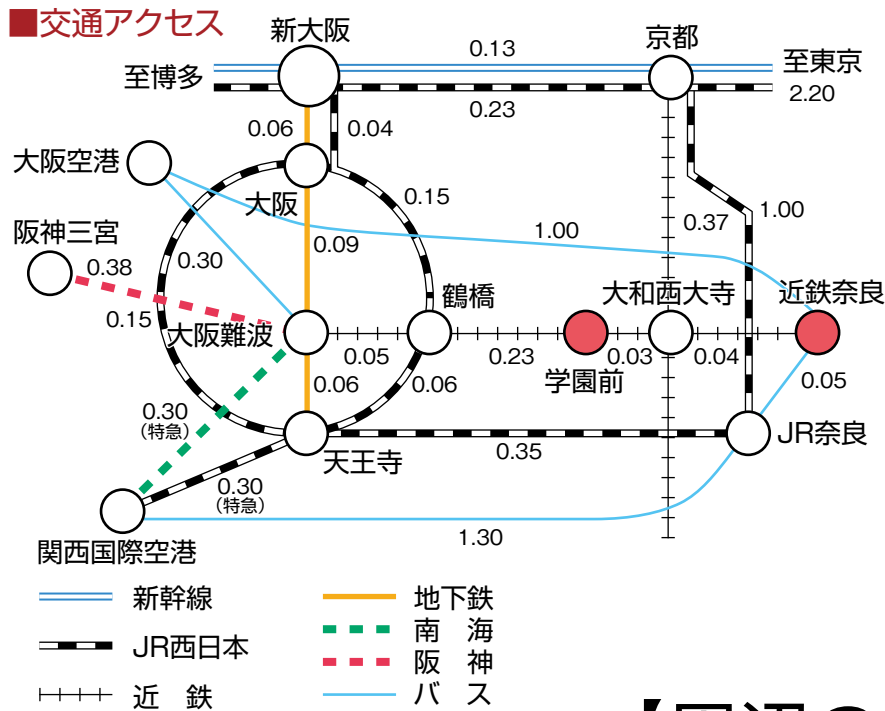 ■交通アクセス
新大阪
0.13
京都
至博多
至東京
0.23
2.20
0.06
0.04
大阪空港
大阪
0.15
0.37
1.00
阪神三宮
0.30
0.09
1.00
0.38
大和西大寺
近鉄奈良
鶴橋
0.15
大阪難波
0.05
0.23
0.03
0.04
学園前
0.05
0.06
0.06
0.30
(特急)
天王寺
0.35
JR奈良
0.30
(特急)
1.30
関西国際空港
新幹線
地下鉄
JR西日本
南 海
阪 神
近 鉄
バス